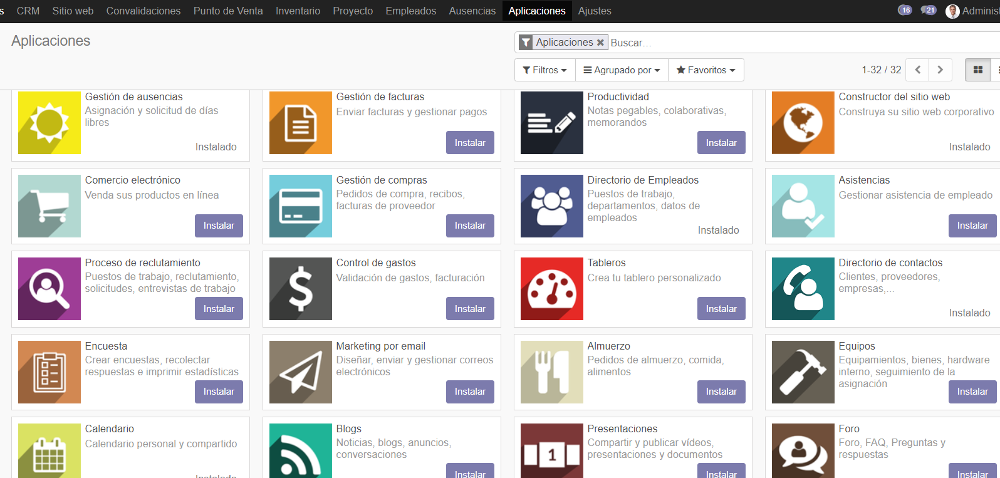 s CRM Sitio web Convalidaciones Punto de Venta Inventario Proyecto Empleados Ausencias Aplicaciones Ajustes 16 21 Administ
Aplicaciones
Aplicaciones Buscar...
Filtros Agrupado por Favoritos 1-32 / 32
Gestión de ausencias
Asignación y solicitud de días
libres
Instalado
Gestión de facturas
Enviar facturas y gestionar pagos
Instalar
Productividad
Notas pegables, colaborativas,
memorandos
Instalar
Constructor del sitio web
Construya su sitio web corporativo
Instalado
Comercio electrónico
Venda sus productos en línea
Instalar
Gestión de compras
Pedidos de compra, recibos,
facturas de proveedor
Instalar
Directorio de Empleados
Puestos de trabajo,
departamentos, datos de
empleados
Instalado
Asistencias
Gestionar asistencia de empleado
Instalar
Proceso de reclutamiento
Puestos de trabajo, reclutamiento,
solicitudes, entrevistas de trabajo
Instalar
Control de gastos
Validación de gastos, facturación
Instalar
Tableros
Crea tu tablero personalizado
Instalar
Directorio de contactos
Clientes, proveedores,
empresas,...
Instalado
Encuesta
Crear encuestas, recolectar
respuestas e imprimir estadísticas
Instalar
Marketing por email
Diseñar, enviar y gestionar correos
electrónicos
Instalar
Almuerzo
Pedidos de almuerzo, comida,
alimentos
Instalar
Equipos
Equipamientos, bienes, hardware
interno, seguimiento de la
asignación
Instalar
Calendario
Calendario personal y compartido
Instalado
Blogs
Noticias, blogs, anuncios,
conversaciones
Instalar
1
Presentaciones
Compartir y publicar vídeos,
presentaciones y documentos
Instalar
Foro
Foro, FAQ, Preguntas y
respuestas
Instalar